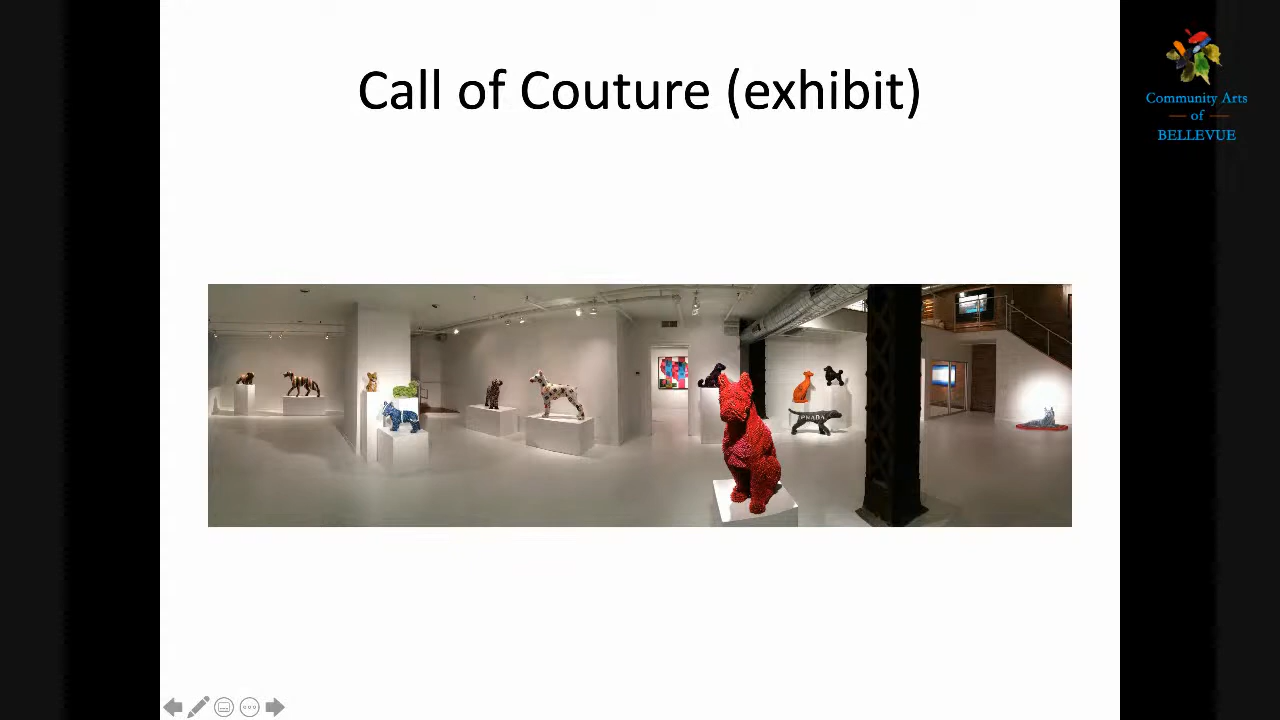 Call of Couture (exhibit)
Community Arts
of
BELLEVUE
PRADA